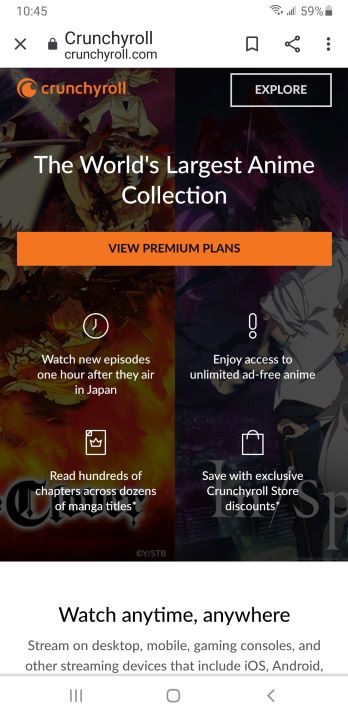 10:45 59%
Crunchyroll
crunchyroll.com
crunchyroll EXPLORE
The World's Largest Anime
Collection
VIEW PREMIUM PLANS
Watch new episodes
one hour after they air
in Japan
Enjoy access to
unlimited ad-free anime
Read hundreds of
chapters across dozens
of manga titles*
Save with exclusive
Crunchyroll Store
discounts*
Clover
©Y/STB
Watch anytime, anywhere
Stream on desktop, mobile, gaming consoles, and
other streaming devices that include iOS, Android,